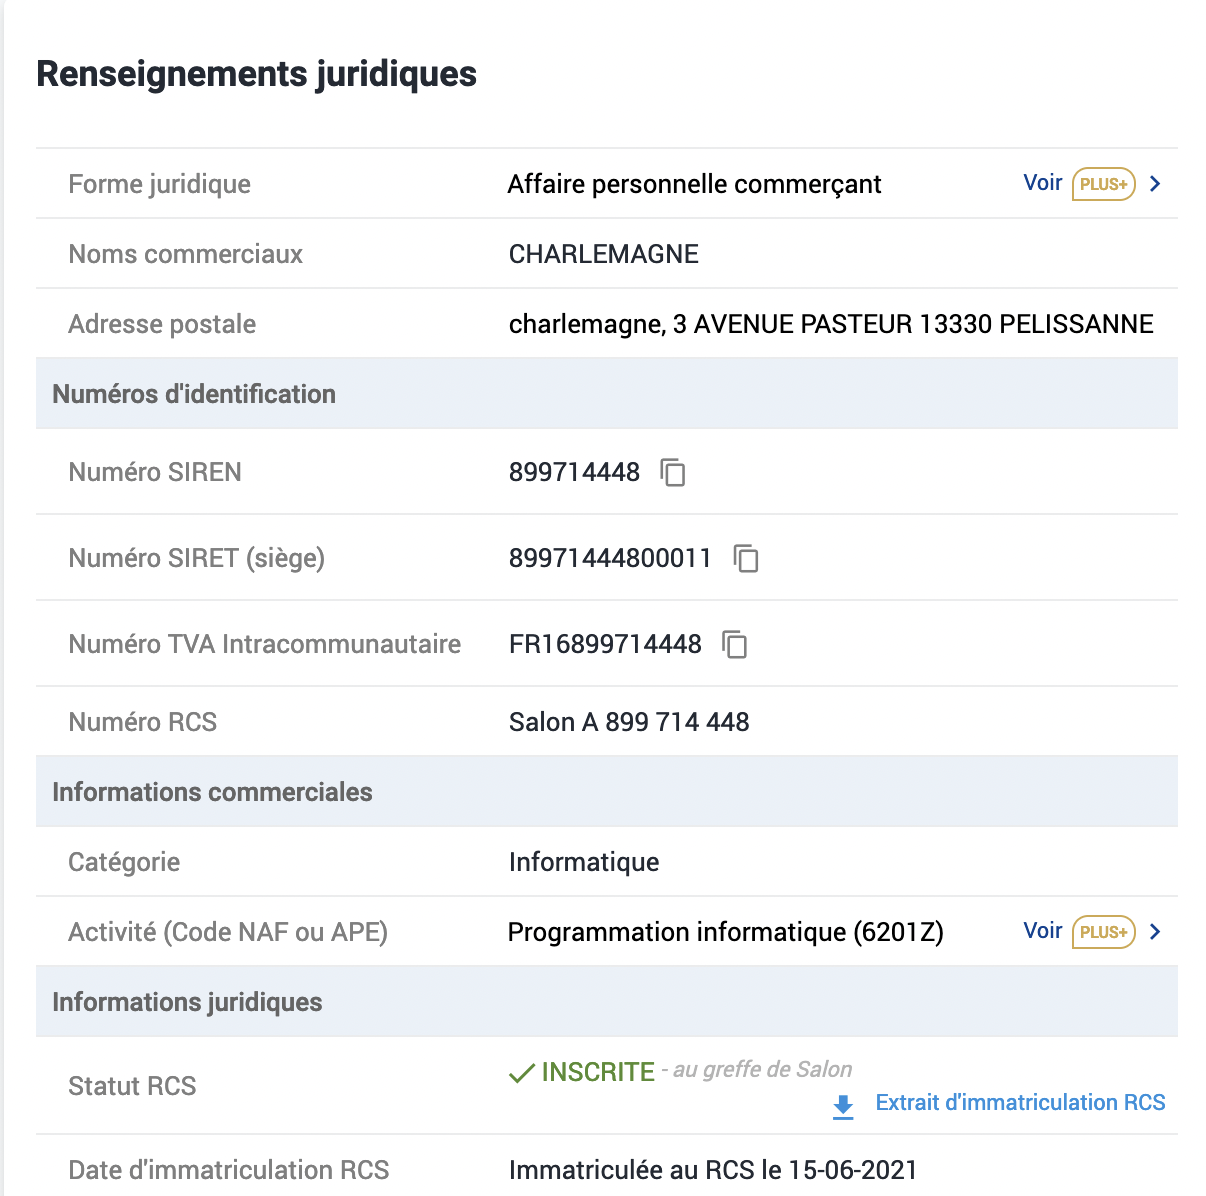 Renseignements juridiques
Forme juridique Affaire personnelle commerçant Voir PLUS+
Noms commerciaux CHARLEMAGNE
Adresse postale charlemagne, 3 AVENUE PASTEUR 13330 PELISSANNE
Numéros d'identification
Numéro SIREN 899714448
Numéro SIRET (siège) 89971444800011
Numéro TVA Intracommunautaire FR16899714448
Numéro RCS Salon A 899 714 448
Informations commerciales
Catégorie Informatique
Activité (Code NAF ou APE) Programmation informatique (6201Z) Voir PLUS+
Informations juridiques
Statut RCS INSCRITE - au greffe de Salon
Extrait d'immatriculation RCS
Date d'immatriculation RCS Immatriculée au RCS le 15-06-2021